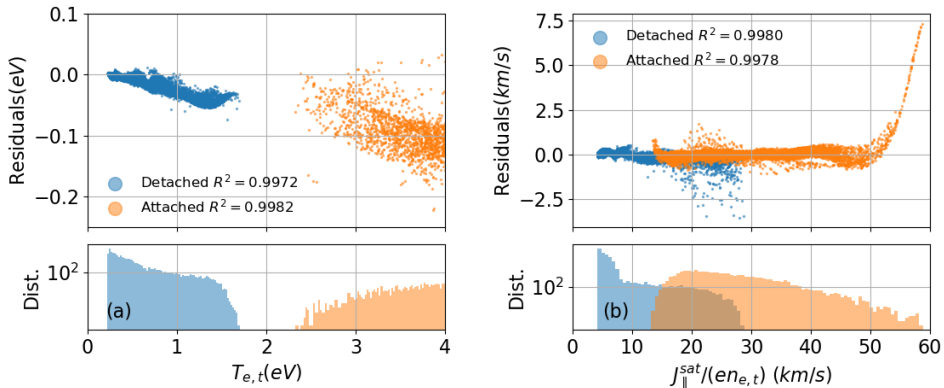 0.1
0.0
−0.1
−0.2
Residuals(eV)
Detached R² = 0.9972
Attached R² = 0.9982
10²
Dist.
(a)
0 1 2 3 4
T_{e, t}(eV)
7.5
5.0
2.5
0.0
−2.5
Residuals(km/s)
Detached R² = 0.9980
Attached R² = 0.9978
10²
Dist.
(b)
0 10 20 30 40 50 60
J_∥^{sat}/(en_{e, t}) (km/s)